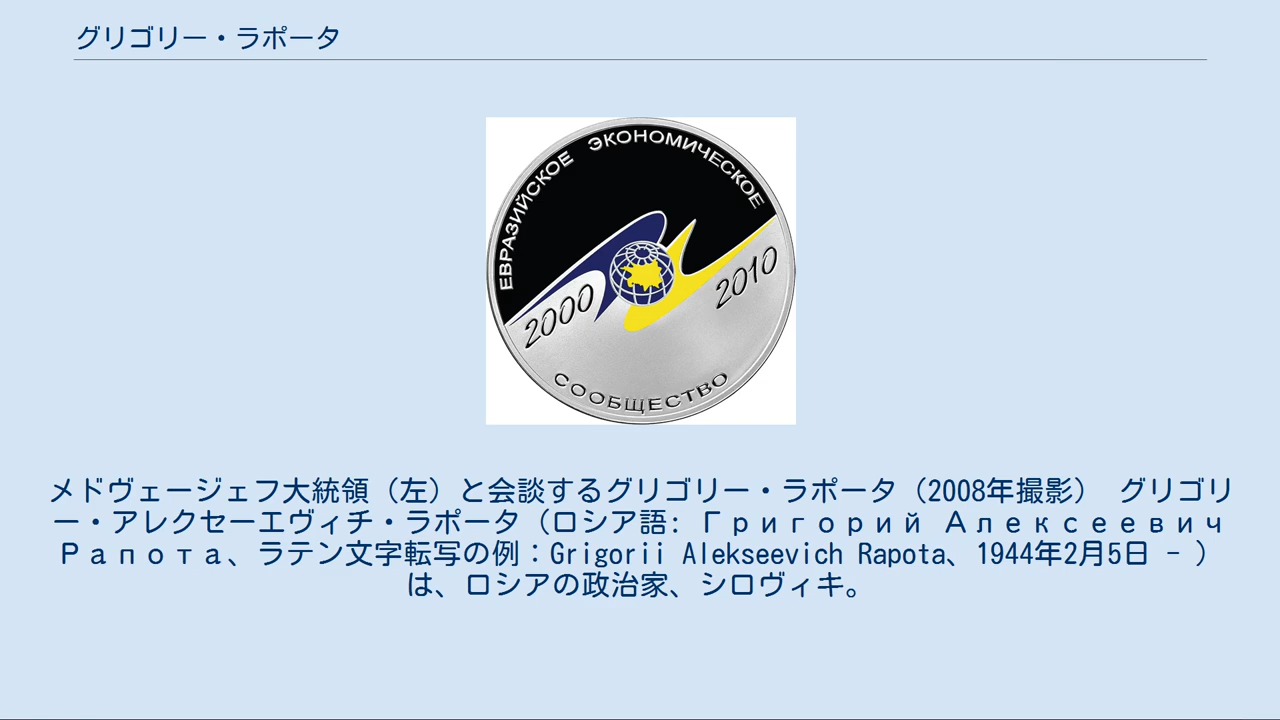 グリゴリー・ラポータ
ЕВРАЗИЙСКОЕ ЭКОНОМИЧЕСКОЕ
2000 2010
СООБЩЕСТВО
メドヴェージェフ大統領（左）と会談するグリゴリー・ラポータ（2008年撮影） グリゴリ
ー・アレクセーエヴィチ・ラポータ（ロシア語: Григорий Алексеевич
Рапота、ラテン文字転写の例：Grigorii Alekseevich Rapota、1944年2月5日 - ）
は、ロシアの政治家、シロヴィキ。